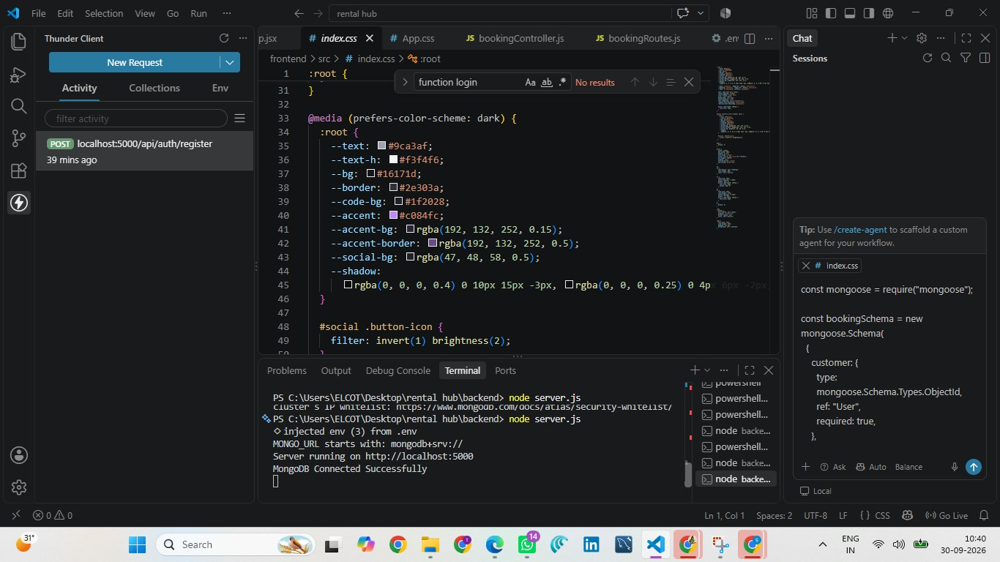 File Edit Selection View Go Run ···
rental hub
Thunder Client
New Request
Activity Collections Env
filter activity
POST localhost:5000/api/auth/register
39 mins ago
p.jsx # index.css # App.css JS bookingController.js JS bookingRoutes.js .en
frontend > src > # index.css > :root
function login Aa ab .* No results
1 :root {
31 }
32
33 @media (prefers-color-scheme: dark) {
34 :root {
35 --text: #9ca3af;
36 --text-h: #f3f4f6;
37 --bg: #16171d;
38 --border: #2e303a;
39 --code-bg: #1f2028;
40 --accent: #c084fc;
41 --accent-bg: rgba(192, 132, 252, 0.15);
42 --accent-border: rgba(192, 132, 252, 0.5);
43 --social-bg: rgba(47, 48, 58, 0.5);
44 --shadow:
45 rgba(0, 0, 0, 0.4) 0 10px 15px -3px, rgba(0, 0, 0, 0.25) 0 4px 6px -2px
46 }
47
48 #social .button-icon {
49 filter: invert(1) brightness(2);
Problems Output Debug Console Terminal Ports
PS C:\Users\ELCOT\Desktop\rental hub\backend> node server.js
cluster's IP whitelist: https://www.mongodb.com/docs/atlas/security-whitelist/
PS C:\Users\ELCOT\Desktop\rental hub\backend> node server.js
injected env (3) from .env
MONGO_URL starts with: mongodb+srv://
Server running on http://localhost:5000
MongoDB Connected Successfully
powershell
powershell...
powershell...
node backe...
powershell...
node backe...
node backe...
Chat
Sessions
Tip: Use /create-agent to scaffold a custom
agent for your workflow.
# index.css
const mongoose = require("mongoose");
const bookingSchema = new
mongoose.Schema(
{
customer: {
type:
mongoose.Schema.Types.ObjectId,
ref: "User",
required: true,
},
Ask Auto Balance
Local
0 0
Ln 1, Col 1 Spaces: 2 UTF-8 LF { } CSS Go Live
31°
Search
14
ENG
IN
10:40
30-09-2026